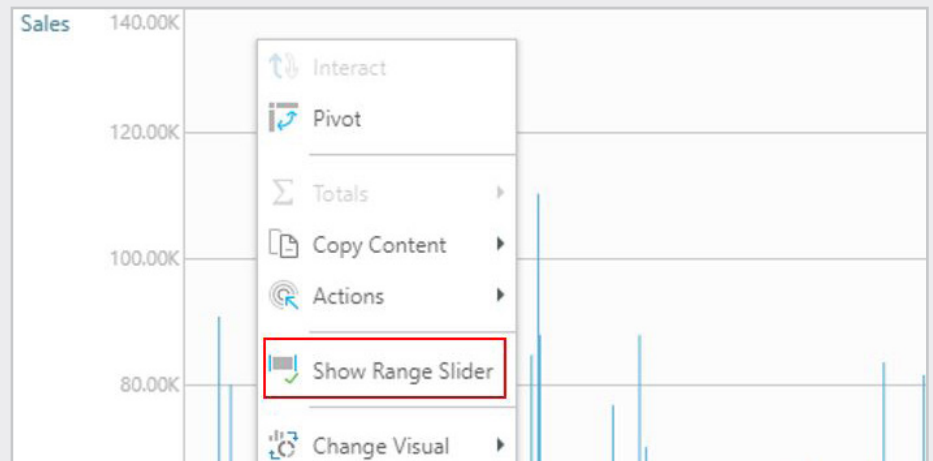 Sales
140.00K
Interact
Pivot
120.00K
Totals
Copy Content
100.00K
Actions
Show Range Slider
80.00K
Change Visual